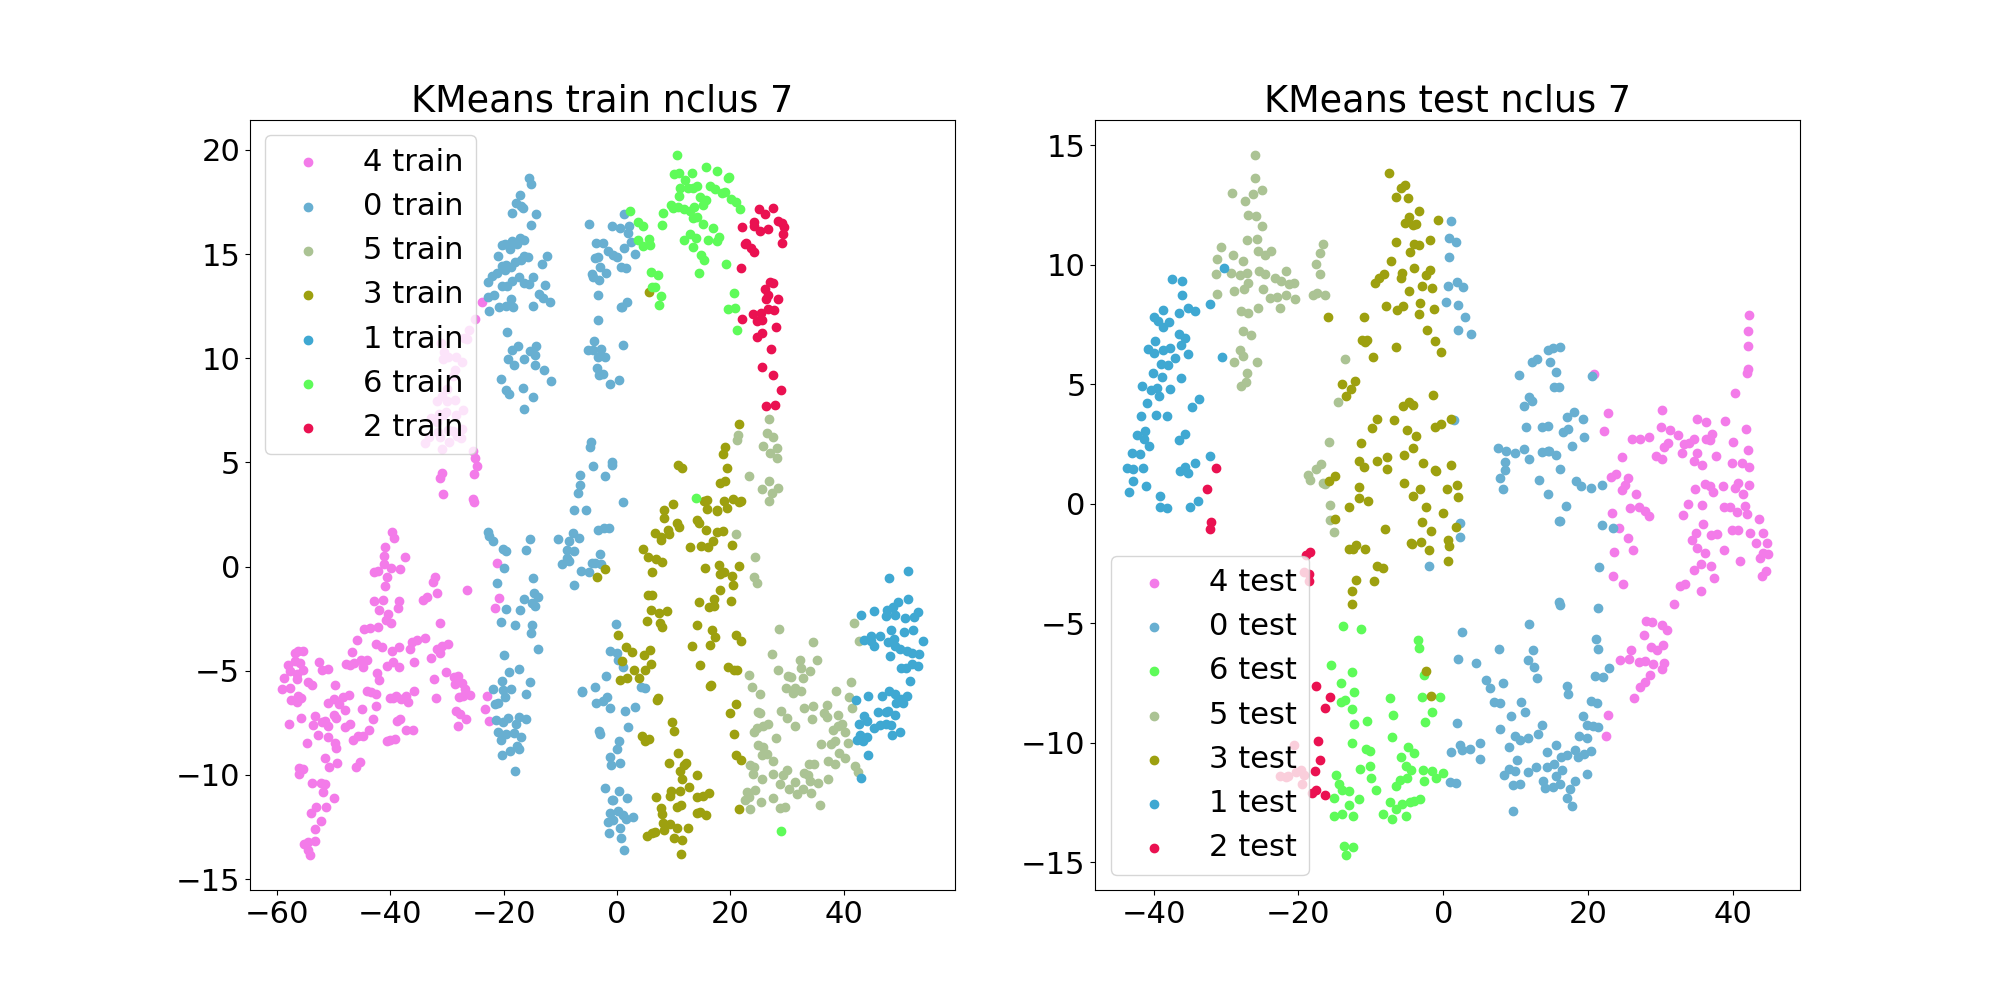 KMeans train nclus 7
20
15
10
5
0
−5
−10
−15
−60
−40
−20
0
20
40
4 train
0 train
5 train
3 train
1 train
6 train
2 train
KMeans test nclus 7
15
10
5
0
−5
−10
−15
−40
−20
0
20
40
4 test
0 test
6 test
5 test
3 test
1 test
2 test